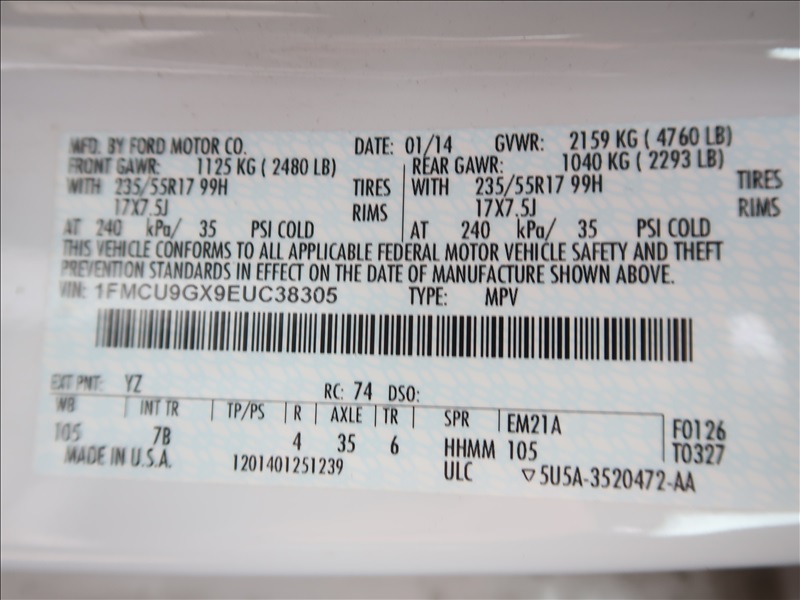 MFD. BY FORD MOTOR CO. DATE: 01/14 GVWR: 2159 KG ( 4760 LB)
FRONT GAWR: 1125 KG ( 2480 LB) REAR GAWR: 1040 KG ( 2293 LB)
WITH 235/55R17 99H TIRES WITH 235/55R17 99H TIRES
17X7.5J RIMS 17X7.5J RIMS
AT 240 kPa/ 35 PSI COLD AT 240 kPa/ 35 PSI COLD
THIS VEHICLE CONFORMS TO ALL APPLICABLE FEDERAL MOTOR VEHICLE SAFETY AND THEFT
PREVENTION STANDARDS IN EFFECT ON THE DATE OF MANUFACTURE SHOWN ABOVE.
VIN: 1FMCU9GX9EUC38305 TYPE: MPV
EXT PNT: YZ RC: 74 DSO:
WB INT TR TP/PS R AXLE TR SPR EM21A F0126
105 7B 4 35 6 HHMM 105 T0327
MADE IN U.S.A. 1201401251239 ULC ▽5U5A-3520472-AA